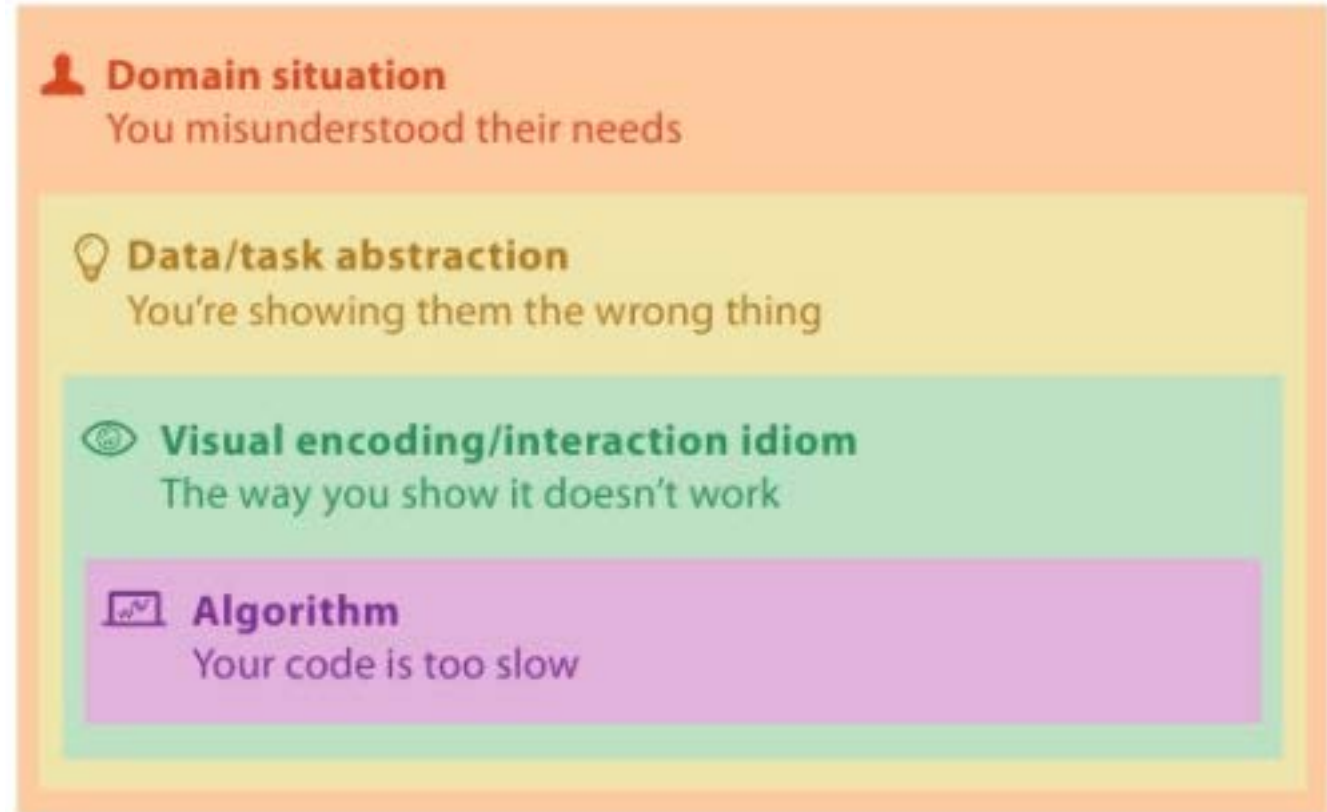 Domain situation
You misunderstood their needs
Data/task abstraction
You're showing them the wrong thing
Visual encoding/interaction idiom
The way you show it doesn't work
Algorithm
Your code is too slow